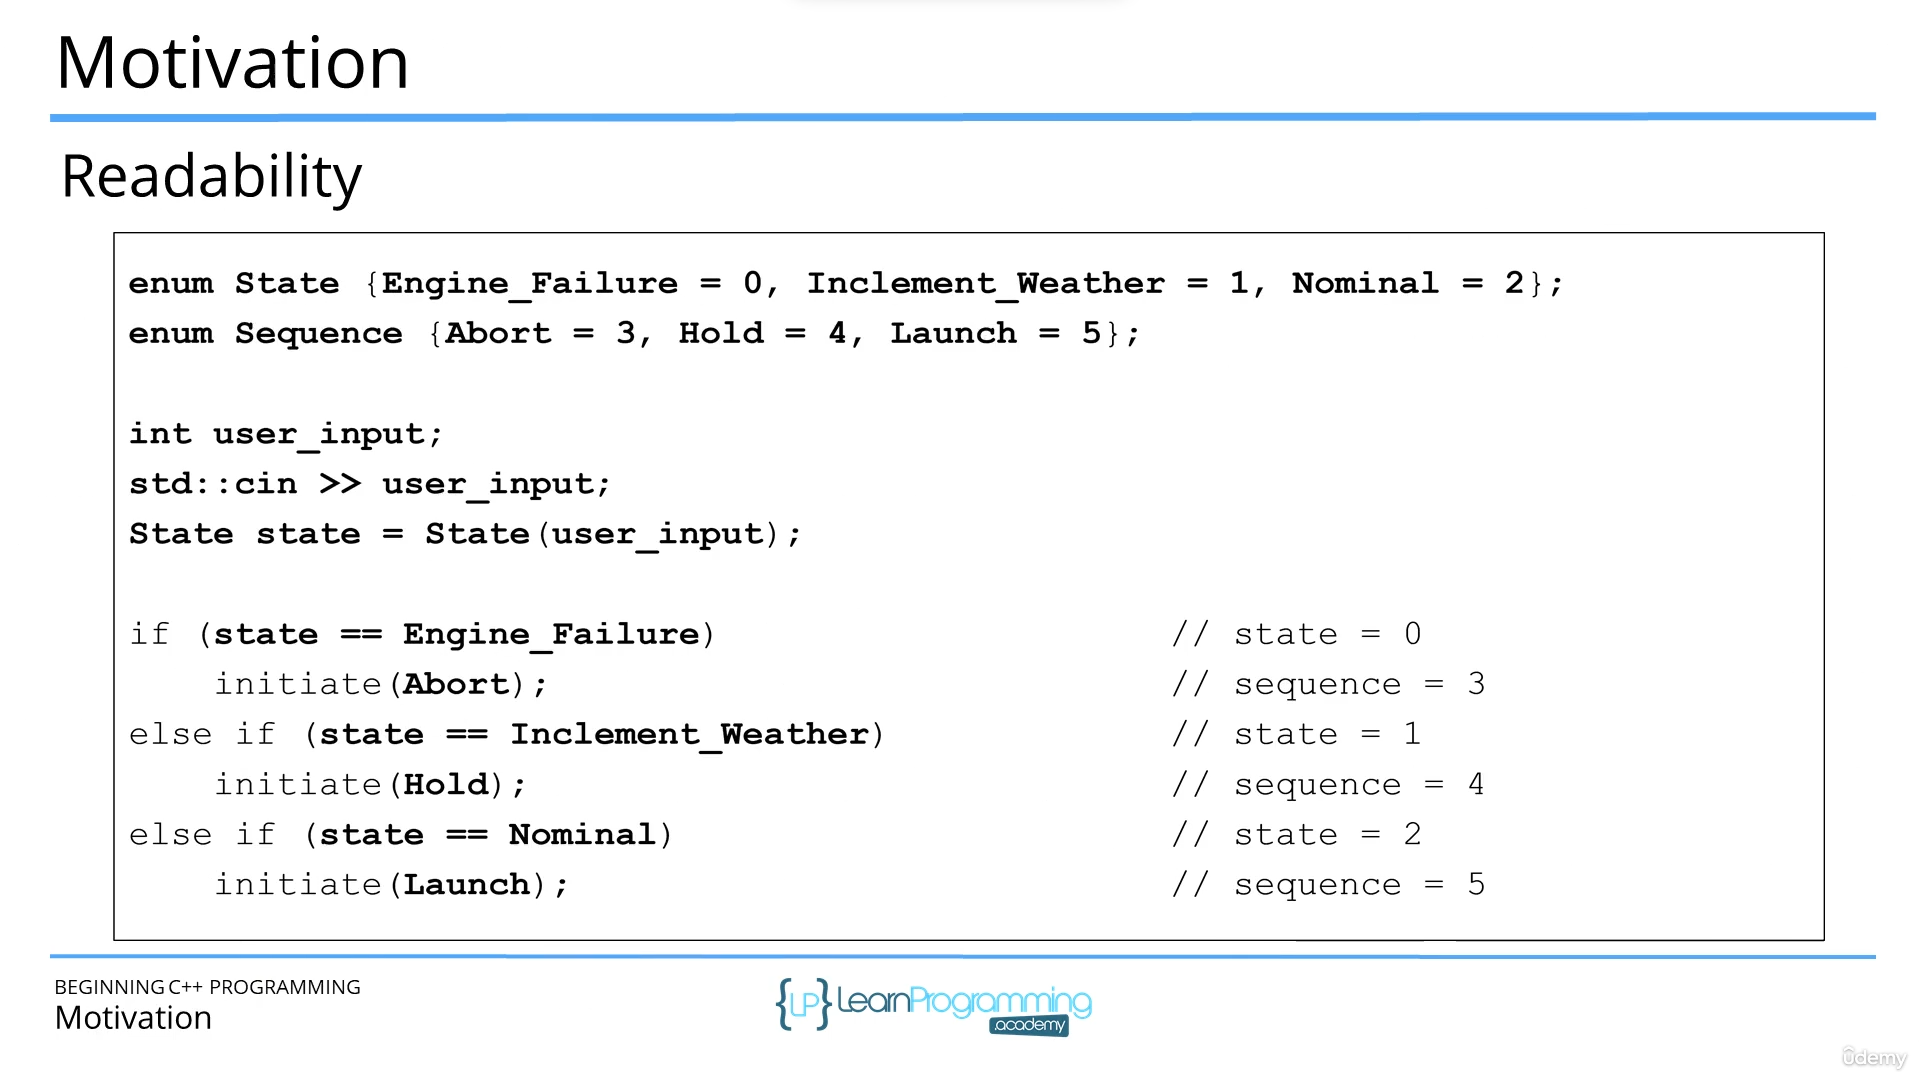 Motivation
Readability
enum State {Engine_Failure = 0, Inclement_Weather = 1, Nominal = 2};
enum Sequence {Abort = 3, Hold = 4, Launch = 5};
int user_input;
std::cin >> user_input;
State state = State(user_input);
if (state == Engine_Failure) // state = 0
initiate(Abort); // sequence = 3
else if (state == Inclement_Weather) // state = 1
initiate(Hold); // sequence = 4
else if (state == Nominal) // state = 2
initiate(Launch); // sequence = 5
BEGINNING C++ PROGRAMMING
Motivation
{LP} LearnProgramming
.academy
ûdemy